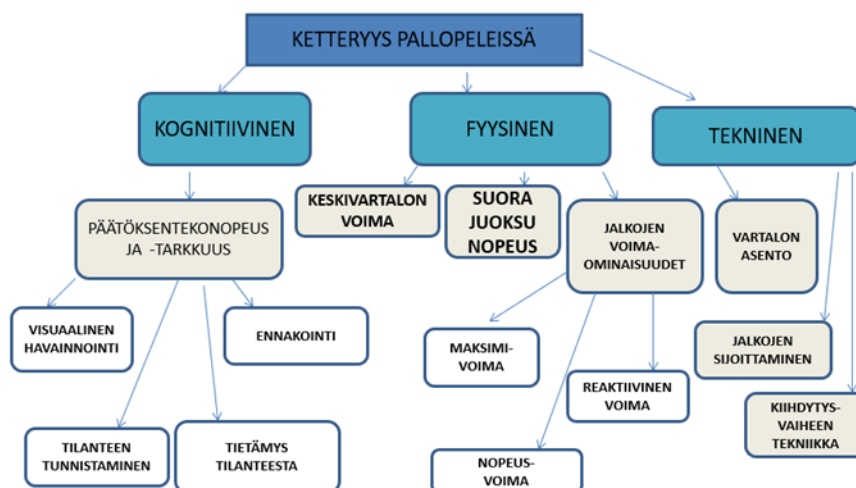 KETTERYYS PALLOPELEISSÄ
KOGNITIIVINEN
FYYSINEN
TEKNINEN
PÄÄTÖKSENTEKONOPEUS
JA -TARKKUUS
KESKIVARTALON
VOIMA
SUORA
JUOKSU
NOPEUS
JALKOJEN
VOIMA-
OMINAISUUDET
VARTALON
ASENTO
VISUAALINEN
HAVAINNOINTI
ENNAKOINTI
MAKSIMI-
VOIMA
REAKTIIVINEN
VOIMA
JALKOJEN
SIJOITTAMINEN
KIIHDYTYS-
VAIHEEN
TEKNIIKKA
TILANTEEN
TUNNISTAMINEN
TIETÄMYS
TILANTEESTA
NOPEUS-
VOIMA